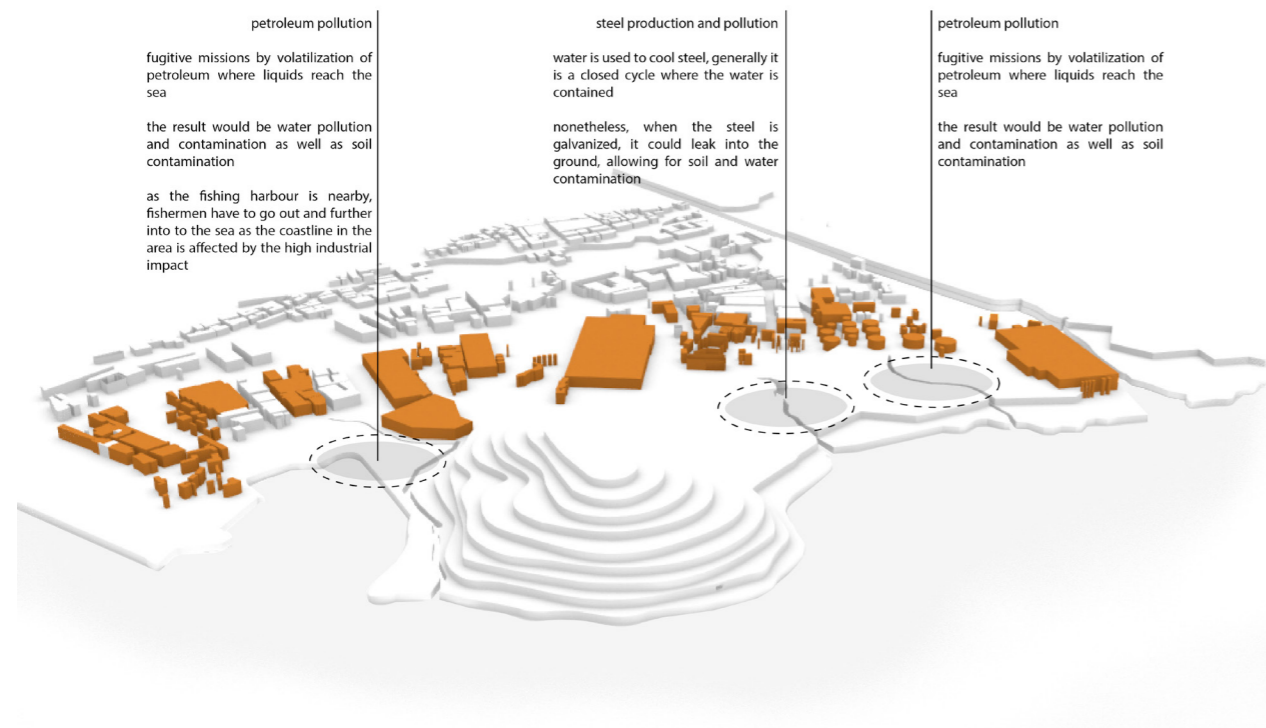 petroleum pollution
fugitive missions by volatilization of
petroleum where liquids reach the
sea
the result would be water pollution
and contamination as well as soil
contamination
as the fishing harbour is nearby,
fishermen have to go out and further
into to the sea as the coastline in the
area is affected by the high industrial
impact
steel production and pollution
water is used to cool steel, generally it
is a closed cycle where the water is
contained
nonetheless, when the steel is
galvanized, it could leak into the
ground, allowing for soil and water
contamination
petroleum pollution
fugitive missions by volatilization of
petroleum where liquids reach the
sea
the result would be water pollution
and contamination as well as soil
contamination